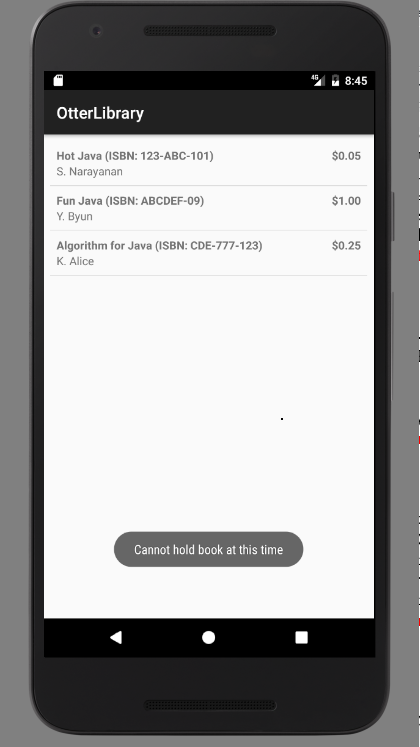 4G 8:45
OtterLibrary
Hot Java (ISBN: 123-ABC-101) $0.05
S. Narayanan
Fun Java (ISBN: ABCDEF-09) $1.00
Y. Byun
Algorithm for Java (ISBN: CDE-777-123) $0.25
K. Alice
Cannot hold book at this time